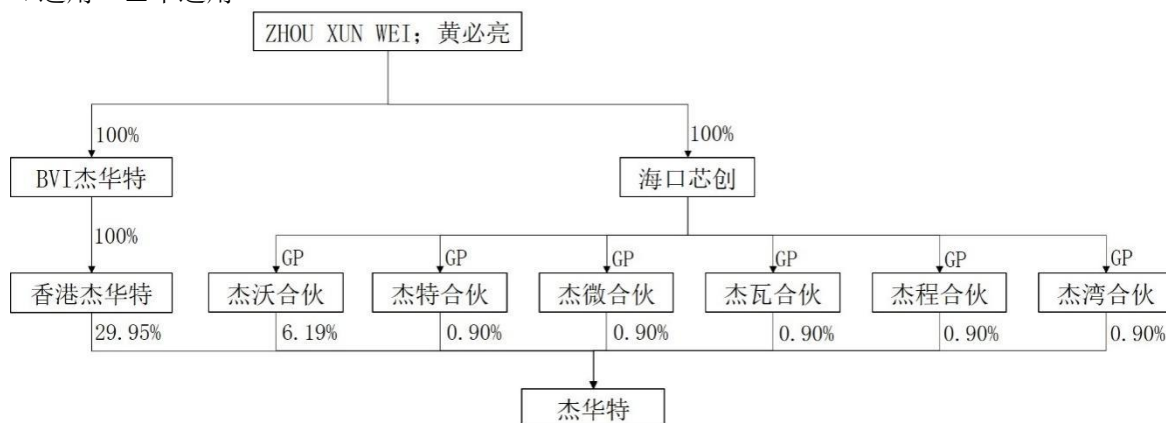 ZHOU XUN WEI；黄必亮
100%
100%
BVI杰华特
海口芯创
100%
GP
GP
GP
GP
GP
GP
香港杰华特
杰沃合伙
杰特合伙
杰微合伙
杰瓦合伙
杰程合伙
杰湾合伙
29.95%
6.19%
0.90%
0.90%
0.90%
0.90%
0.90%
杰华特